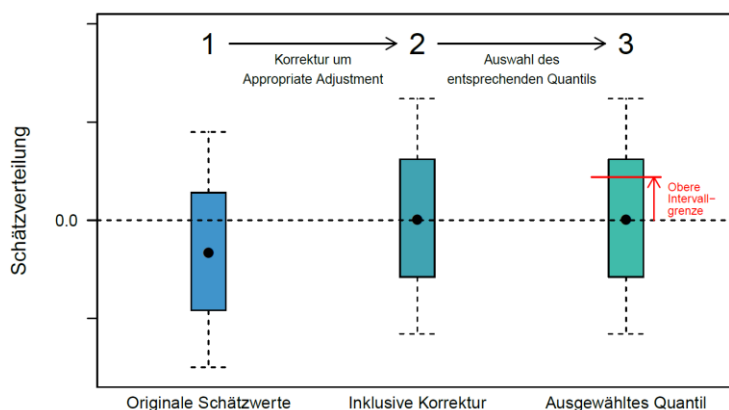 1
2
3
Korrektur um
Appropriate Adjustment
Auswahl des
entsprechenden Quantils
Schätzverteilung
0.0
Obere
Intervall–
grenze
Originale Schätzwerte
Inklusive Korrektur
Ausgewähltes Quantil